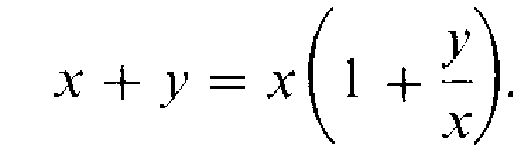 x + y = x(1 + y/x).